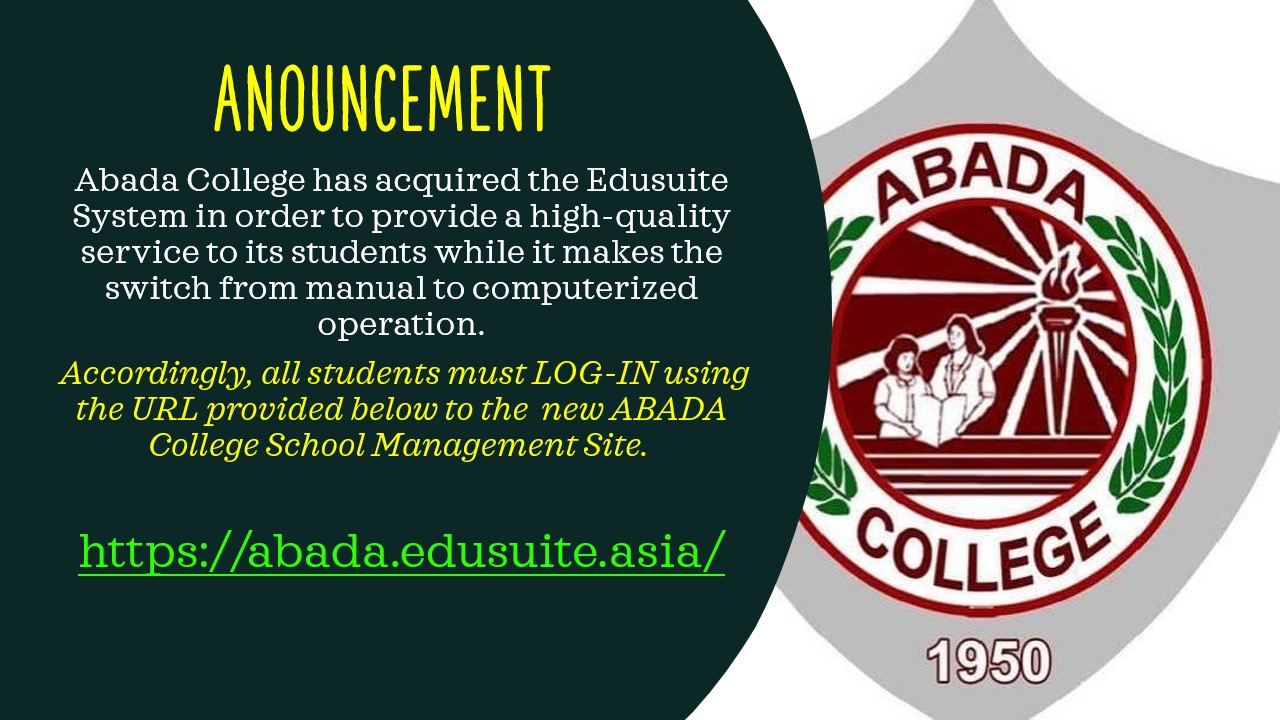 ANOUNCEMENT
Abada College has acquired the Edusuite
System in order to provide a high-quality
service to its students while it makes the
switch from manual to computerized
operation.
Accordingly, all students must LOG-IN using
the URL provided below to the  new ABADA
College School Management Site.
https://abada.edusuite.asia/
ABADA
COLLEGE
1950